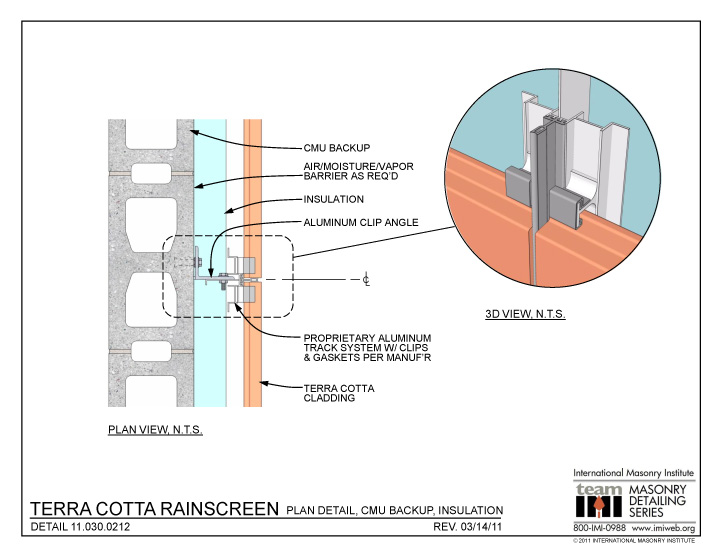 CMU BACKUP
AIR/MOISTURE/VAPOR
BARRIER AS REQ'D
INSULATION
ALUMINUM CLIP ANGLE
℄
3D VIEW, N.T.S.
PROPRIETARY ALUMINUM
TRACK SYSTEM W/ CLIPS
& GASKETS PER MANUF'R
TERRA COTTA
CLADDING
PLAN VIEW, N.T.S.
International Masonry Institute
team MASONRY
DETAILING
SERIES
TERRA COTTA RAINSCREEN PLAN DETAIL, CMU BACKUP, INSULATION
DETAIL 11.030.0212 REV. 03/14/11
800-IMI-0988 www.imiweb.org
© 2011 INTERNATIONAL MASONRY INSTITUTE